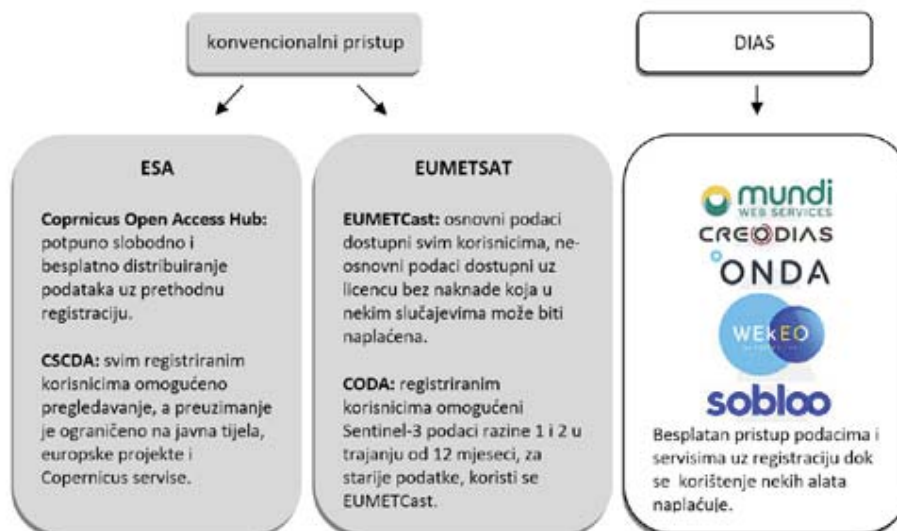 konvencionalni pristup
DIAS
ESA
Coprnicus Open Access Hub:
potpuno slobodno i
besplatno distribuiranje
podataka uz prethodnu
registraciju.
CSCDA: svim registriranim
korisnicima omogućeno
pregledavanje, a preuzimanje
je ograničeno na javna tijela,
europske projekte i
Copernicus servise.
EUMETSAT
EUMETCast: osnovni podaci
dostupni svim korisnicima, ne-
osnovni podaci dostupni uz
licencu bez naknade koja u
nekim slučajevima može biti
naplaćena.
CODA: registriranim
korisnicima omogućeni
Sentinel-3 podaci razine 1 i 2 u
trajanju od 12 mjeseci, za
starije podatke, koristi se
EUMETCast.
mundi
WEB SERVICES
CREODIAS
ONDA
WEkEO
sobloo
Besplatan pristup podacima i
servisima uz registraciju dok
se korištenje nekih alata
naplaćuje.